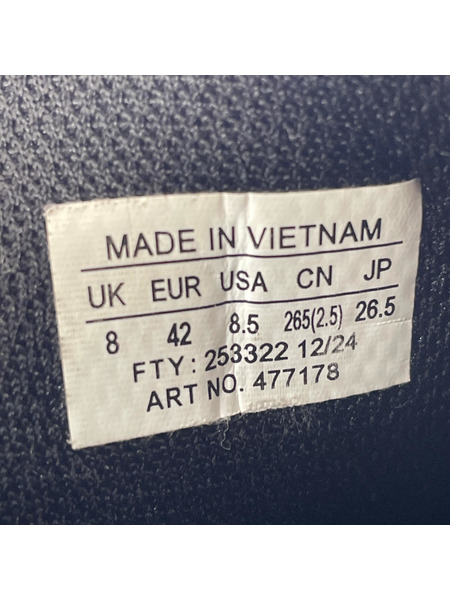 MADE IN VIETNAM
UK EUR USA CN JP
8 42 8.5 265(2.5) 26.5
FTY: 253322 12/24
ART NO. 477178